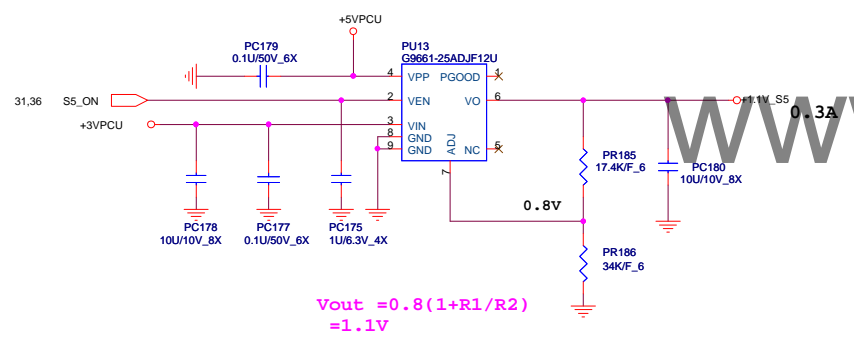 +5VPCU
PC179
0.1U/50V_6X
PU13
G9661-25ADJF12U
4 VPP PGOOD 1
31,36 S5_ON
2 VEN VO 6
+1.1V_S5
0.3A
+3VPCU
3 VIN
8 GND
9 GND
ADJ
NC 5
7
PR185
17.4K/F_6
PC180
10U/10V_8X
0.8V
PC178
10U/10V_8X
PC177
0.1U/50V_6X
PC175
1U/6.3V_4X
PR186
34K/F_6
Vout =0.8(1+R1/R2)
=1.1V
ww